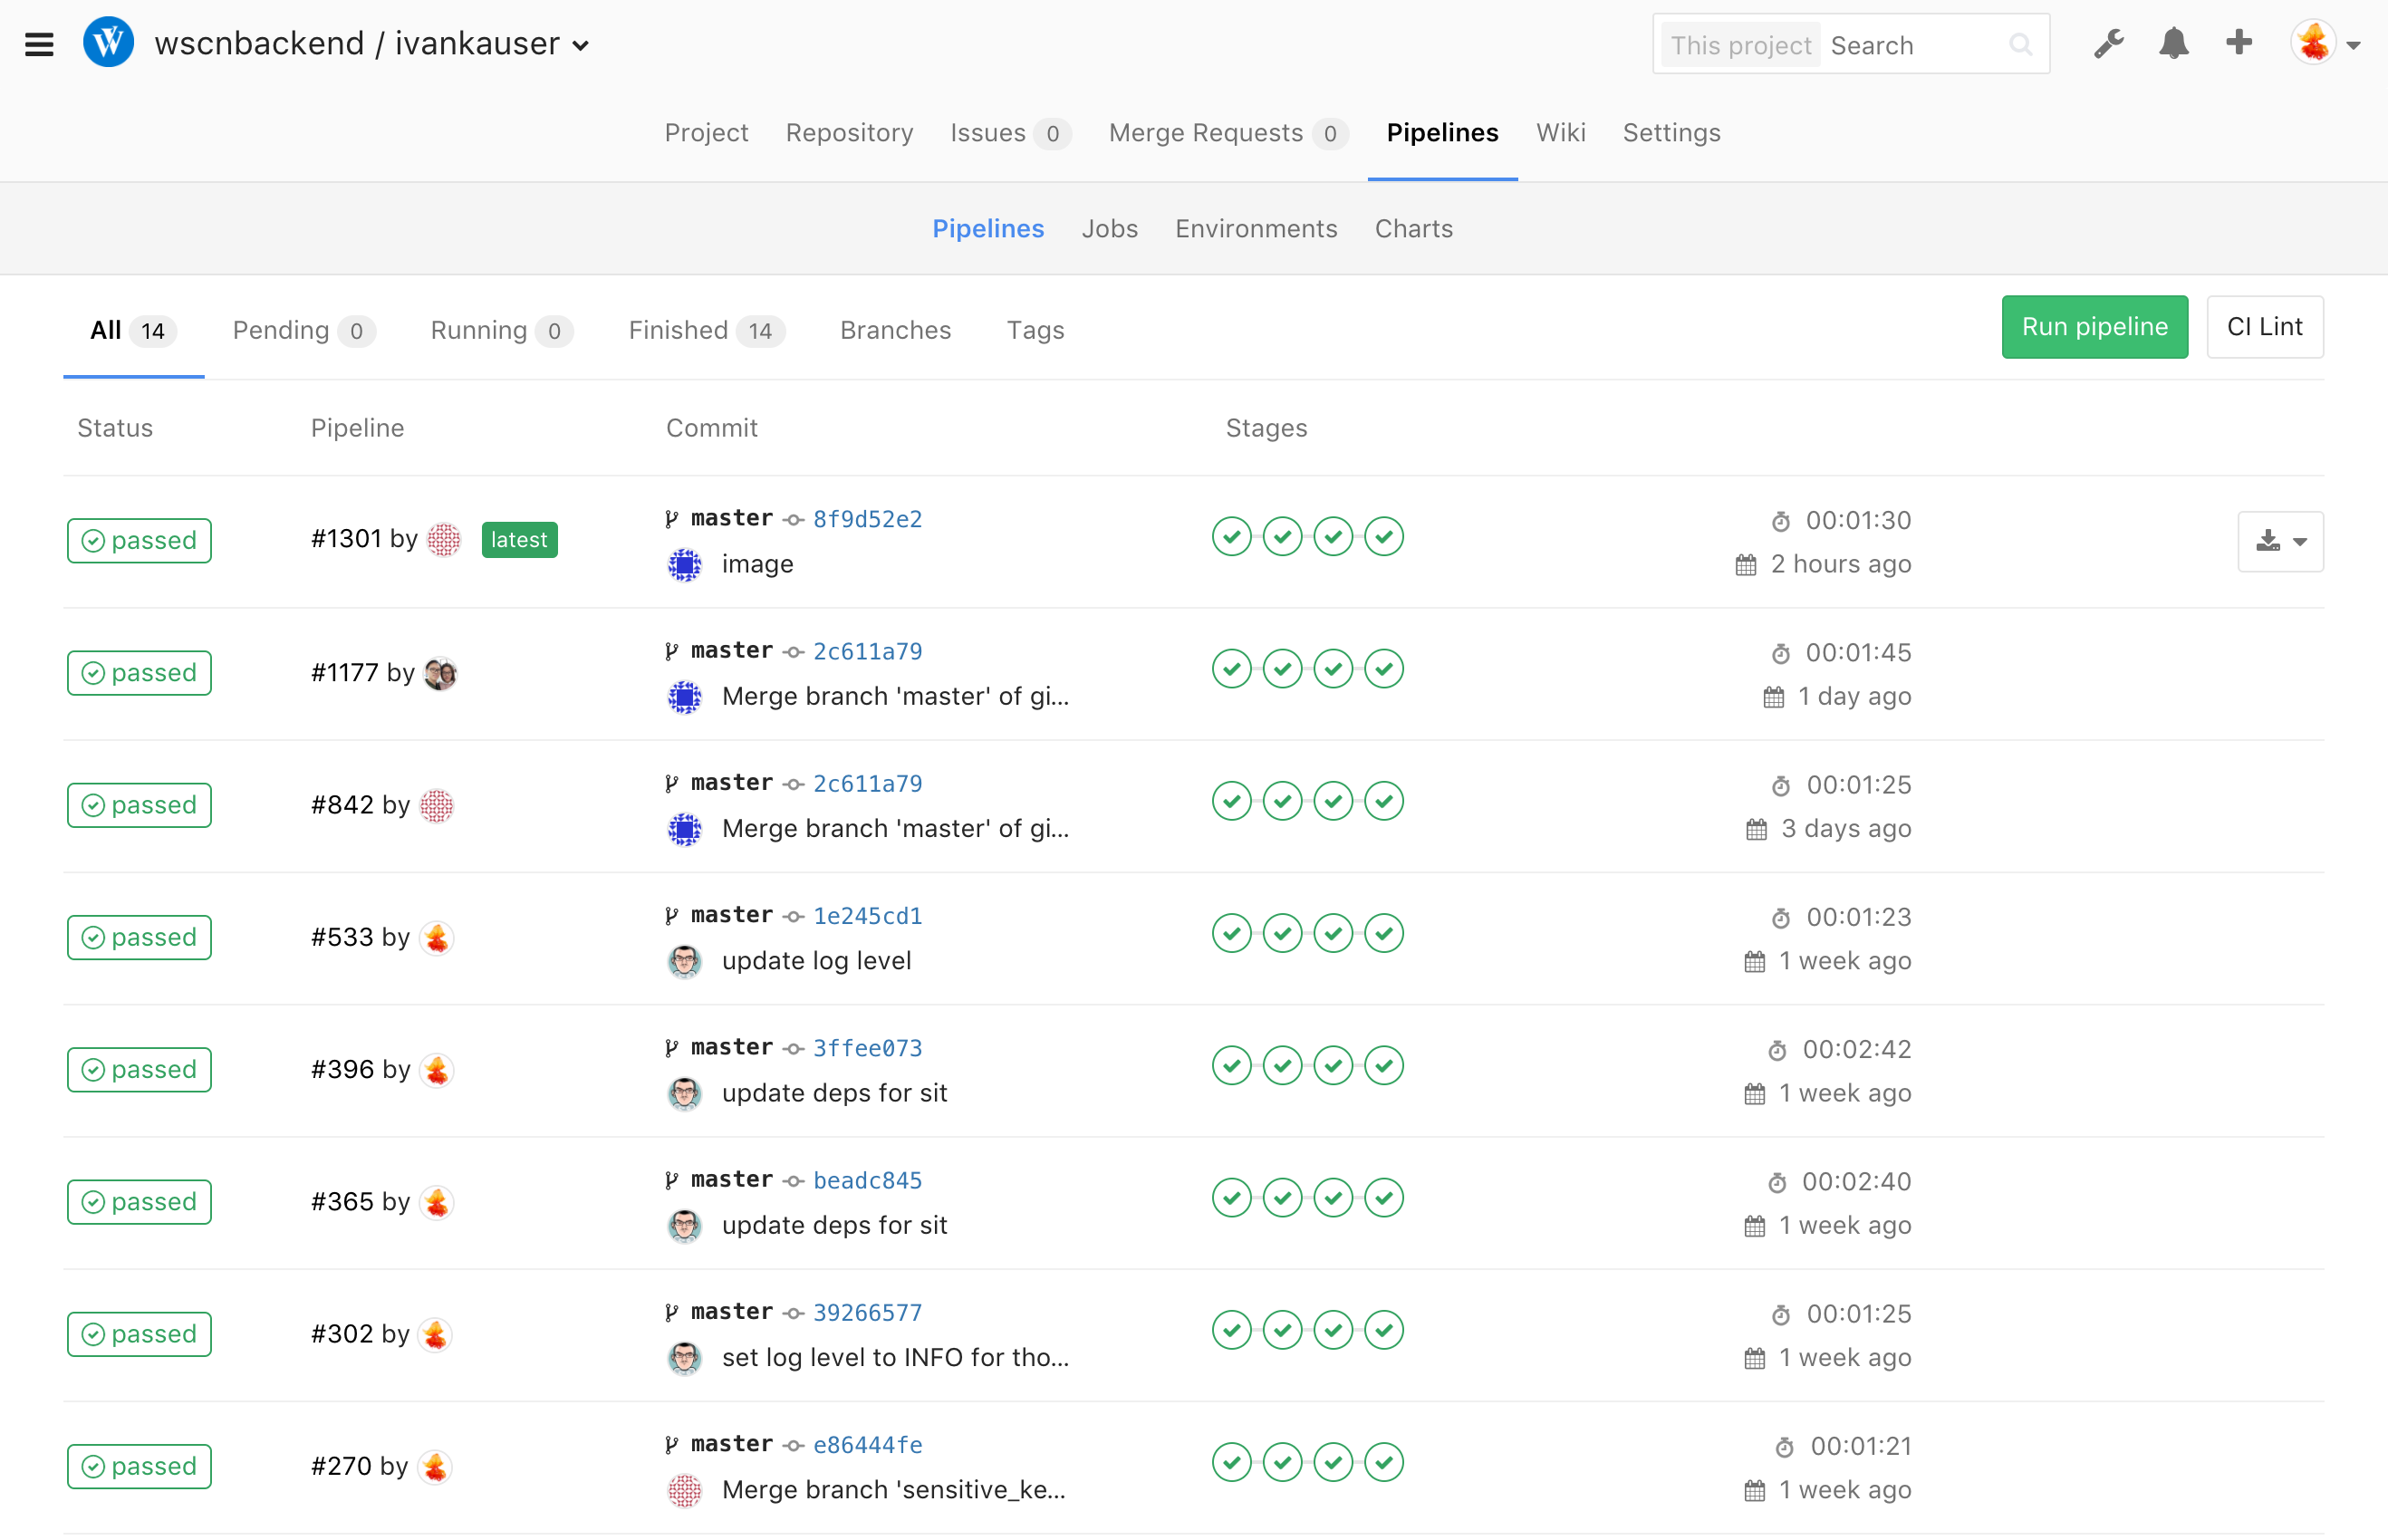 wscnbackend / ivankauser
This project Search
Project Repository Issues 0 Merge Requests 0 Pipelines Wiki Settings
Pipelines Jobs Environments Charts
All 14 Pending 0 Running 0 Finished 14 Branches Tags Run pipeline CI Lint
Status Pipeline Commit Stages
passed #1301 by latest master 8f9d52e2 00:01:30
image 2 hours ago
passed #1177 by master 2c611a79 00:01:45
Merge branch 'master' of gi... 1 day ago
passed #842 by master 2c611a79 00:01:25
Merge branch 'master' of gi... 3 days ago
passed #533 by master 1e245cd1 00:01:23
update log level 1 week ago
passed #396 by master 3ffee073 00:02:42
update deps for sit 1 week ago
passed #365 by master beadc845 00:02:40
update deps for sit 1 week ago
passed #302 by master 39266577 00:01:25
set log level to INFO for tho... 1 week ago
passed #270 by master e86444fe 00:01:21
Merge branch 'sensitive_ke... 1 week ago